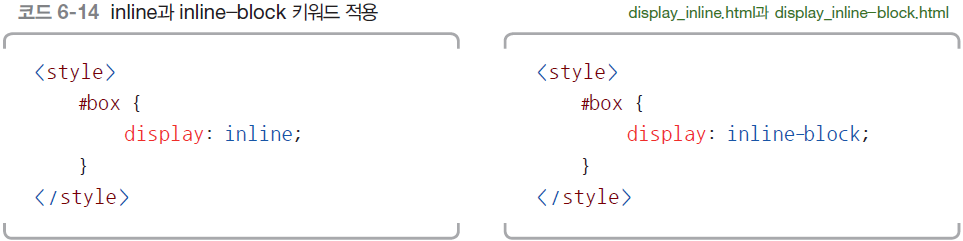 코드 6-14 inline과 inline-block 키워드 적용
display_inline.html과 display_inline-block.html
<style>
#box {
display: inline;
}
</style>
<style>
#box {
display: inline-block;
}
</style>